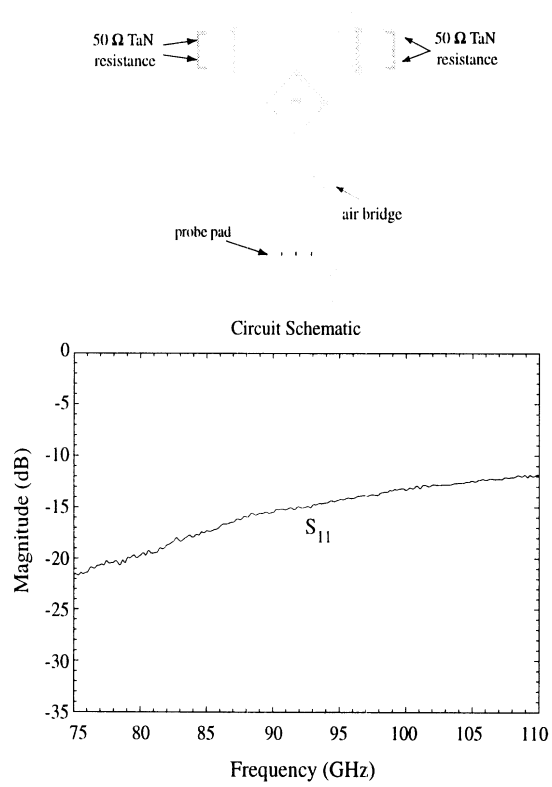 50 Ω TaN
resistance
50 Ω TaN
resistance
air bridge
probe pad
Circuit Schematic
0
-5
-10
-15
-20
-25
-30
-35
Magnitude (dB)
S11
75 80 85 90 95 100 105 110
Frequency (GHz)